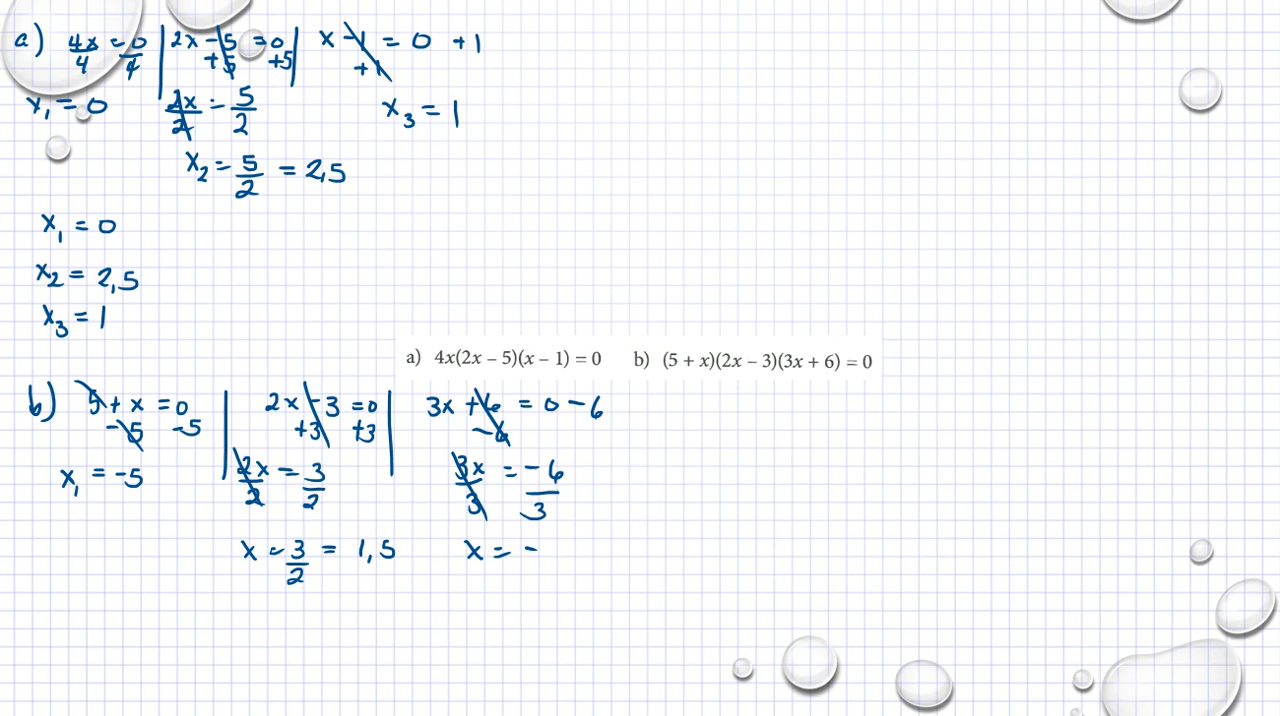 a) 4x/4 = 0/4 | 2x - 5 = 0 | x - 1 = 0 + 1
+5 +5 +1
x₁ = 0 2x/2 = 5/2 x₃ = 1
x₂ = 5/2 = 2,5
x₁ = 0
x₂ = 2,5
x₃ = 1
a) 4x(2x – 5)(x – 1) = 0 b) (5 + x)(2x – 3)(3x + 6) = 0
b) 5 + x = 0 | 2x - 3 = 0 | 3x + 6 = 0 - 6
-5 -5 +3 +3 -6
x₁ = -5 2x/2 = 3/2 3x/3 = -6/3
x = 3/2 = 1,5 x = -